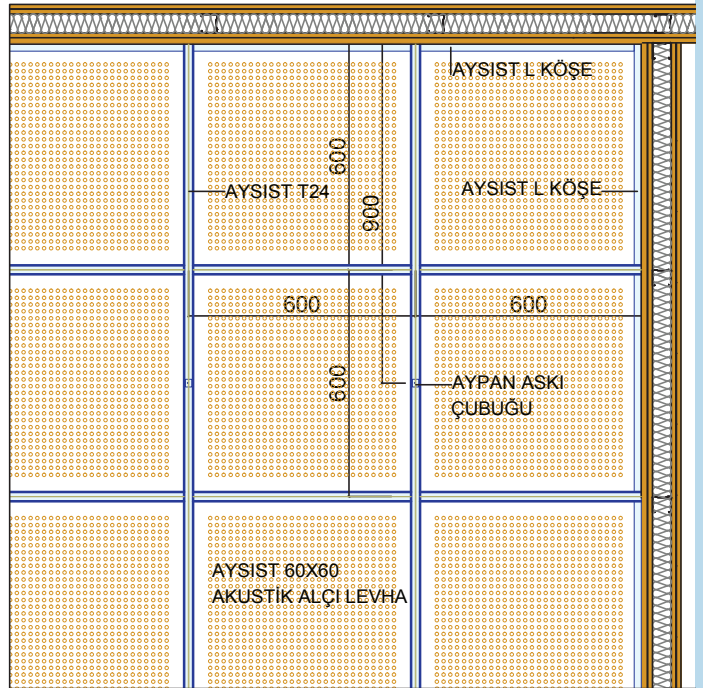 AYSIST L KÖŞE
600
AYSIST T24
AYSIST L KÖŞE
900
600
600
600
AYPAN ASKI
ÇUBUĞU
AYSIST 60X60
AKUSTİK ALÇI LEVHA